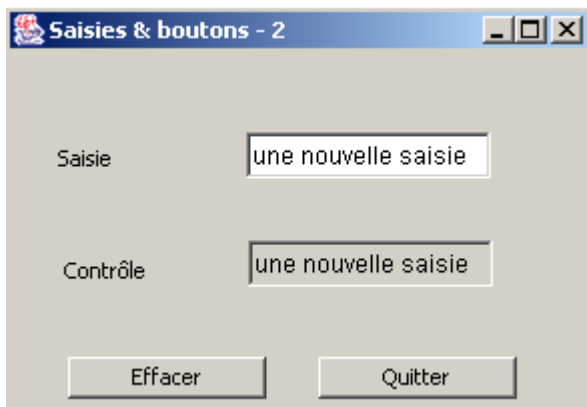 Saisies & boutons - 2
Saisie une nouvelle saisie
Contrôle une nouvelle saisie
Effacer Quitter